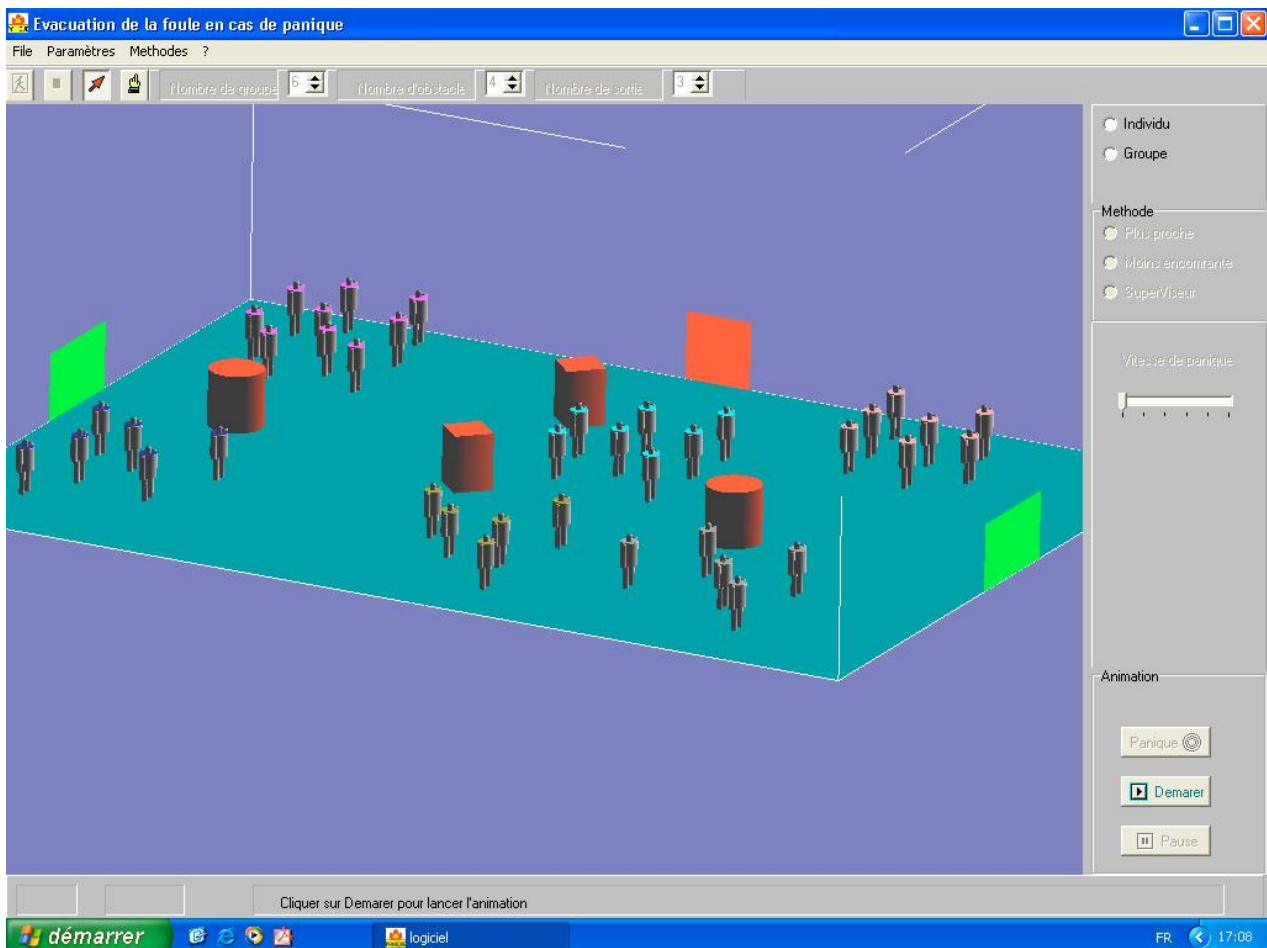 Evacuation de la foule en cas de panique
File Paramètres Methodes ?
Nombre de groupe 6 Nombre d'obstacle 4 Nombre de sortie 3
Individu
Groupe
Methode
Plus proche
Moins encomrante
SuperViseur
Vitesse de panique
Animation
Panique
Demarer
Pause
Cliquer sur Demarer pour lancer l'animation
démarrer logiciel FR 17:08